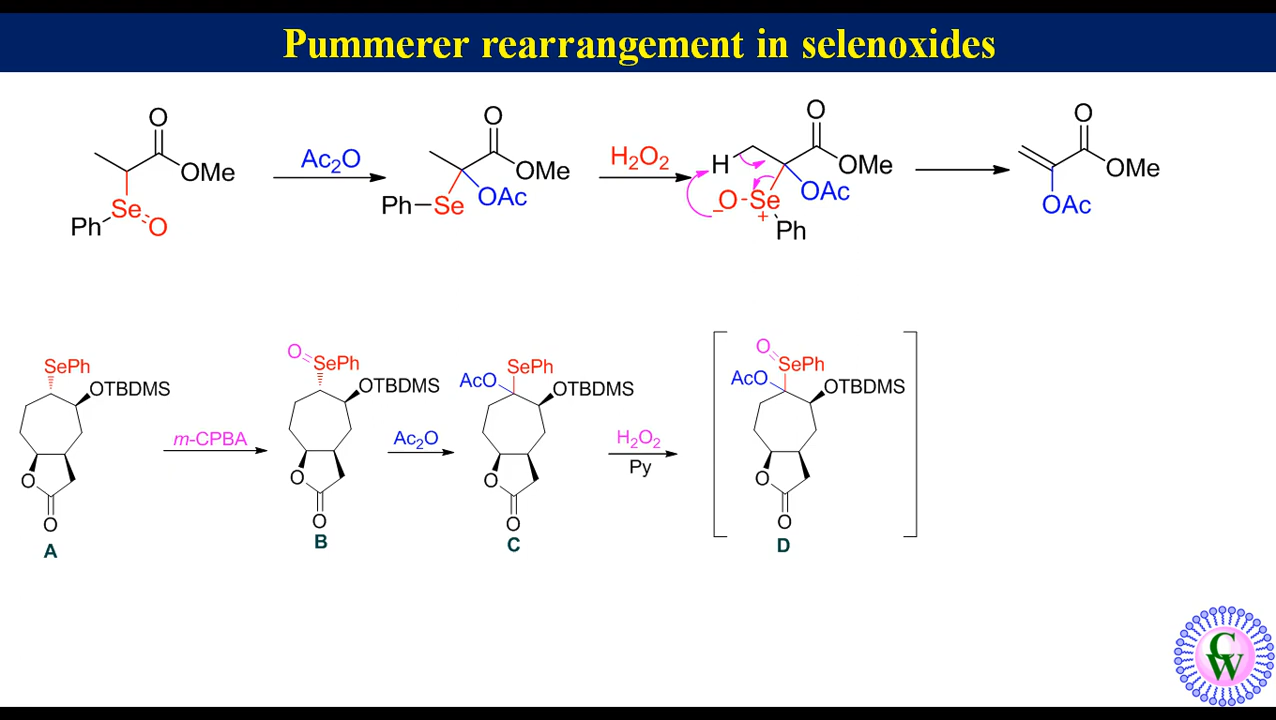 Pummerer rearrangement in selenoxides
O
OMe
Se
O
Ph
Ac₂O
O
OMe
OAc
Ph
Se
H₂O₂
O
H
OMe
OAc
−O
Se
+
Ph
O
OMe
OAc
SePh
OTBDMS
O
O
A
m-CPBA
O
SePh
OTBDMS
O
O
B
Ac₂O
SePh
AcO
OTBDMS
O
O
C
H₂O₂
Py
O
SePh
AcO
OTBDMS
O
O
D
CW